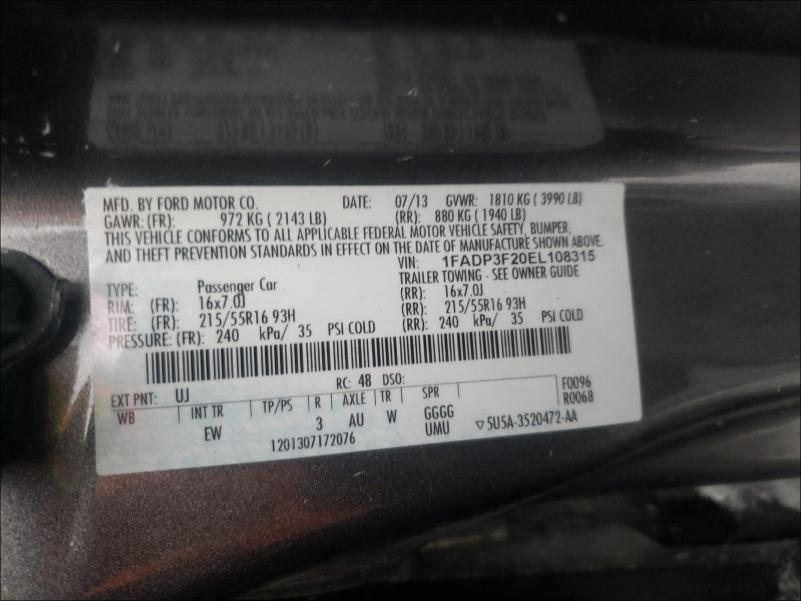 MFD. BY FORD MOTOR CO. DATE: 07/13 GVWR: 1810 KG ( 3990 LB)
GAWR: (FR): 972 KG ( 2143 LB) (RR): 880 KG ( 1940 LB)
THIS VEHICLE CONFORMS TO ALL APPLICABLE FEDERAL MOTOR VEHICLE SAFETY, BUMPER,
AND THEFT PREVENTION STANDARDS IN EFFECT ON THE DATE OF MANUFACTURE SHOWN ABOVE.
VIN: 1FADP3F20EL108315
TYPE: Passenger Car TRAILER TOWING - SEE OWNER GUIDE
RIM: (FR): 16x7.0J (RR): 16x7.0J
TIRE: (FR): 215/55R16 93H (RR): 215/55R16 93H
PRESSURE: (FR): 240 kPa/ 35 PSI COLD (RR): 240 kPa/ 35 PSI COLD
EXT PNT: UJ RC: 48 DSO: F0096
WB INT TR TP/PS R AXLE TR SPR R0068
EW 3 AU W GGGG
UMU ▽ 5U5A-3520472-AA
1201307172076